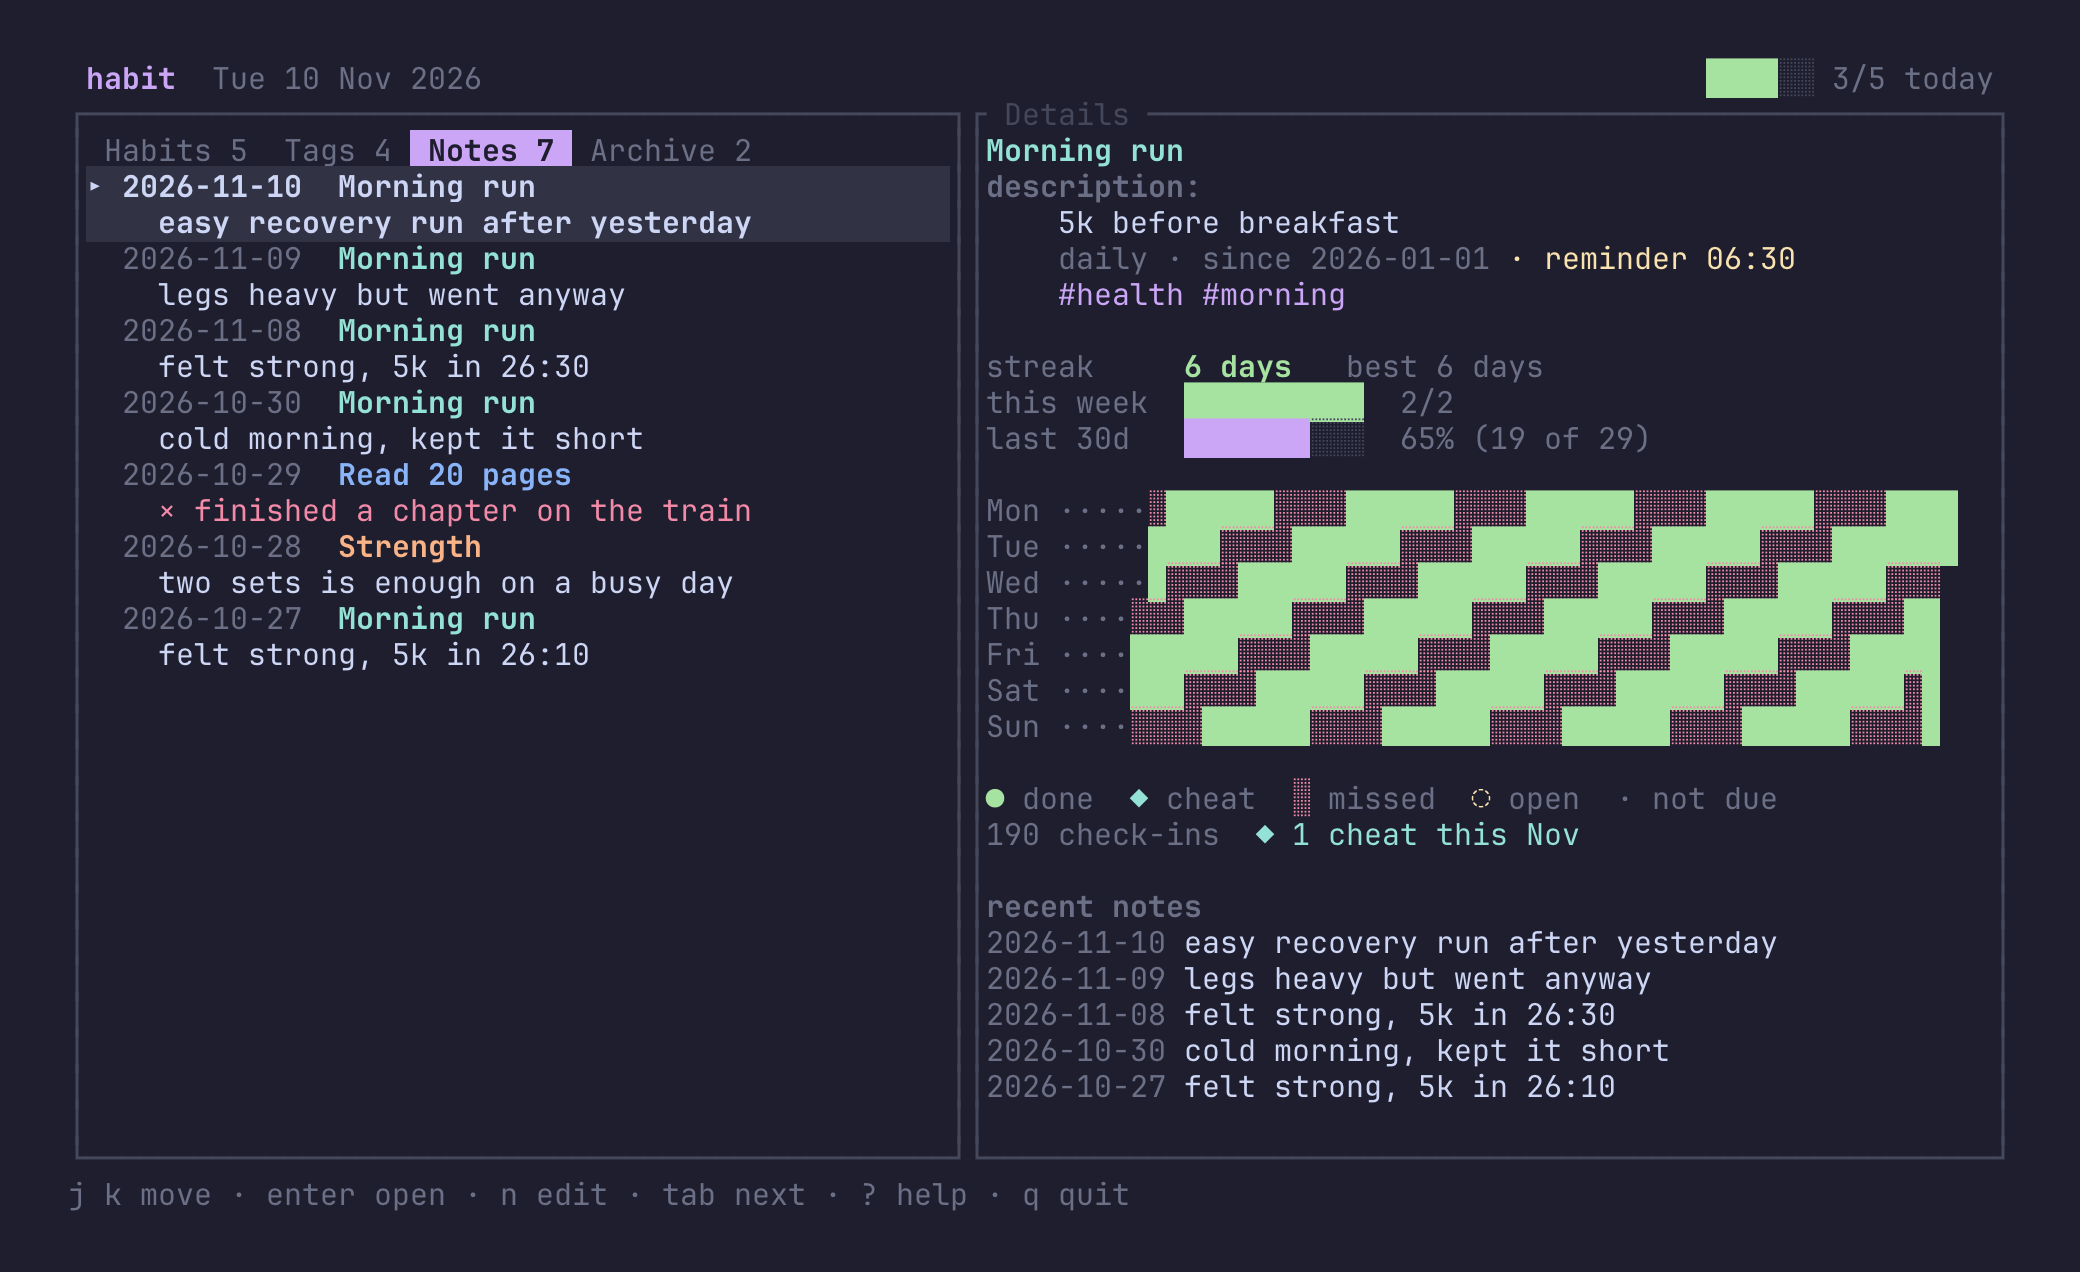 habit  Tue 10 Nov 2026
3/5 today
Habits 5  Tags 4  Notes 7  Archive 2
▸ 2026-11-10  Morning run
easy recovery run after yesterday
2026-11-09  Morning run
legs heavy but went anyway
2026-11-08  Morning run
felt strong, 5k in 26:30
2026-10-30  Morning run
cold morning, kept it short
2026-10-29  Read 20 pages
× finished a chapter on the train
2026-10-28  Strength
two sets is enough on a busy day
2026-10-27  Morning run
felt strong, 5k in 26:10
Details
Morning run
description:
5k before breakfast
daily · since 2026-01-01 · reminder 06:30
#health #morning
streak  6 days  best 6 days
this week  2/2
last 30d  65% (19 of 29)
Mon ·····
Tue ·····
Wed ·····
Thu ····
Fri ····
Sat ····
Sun ····
● done  ◆ cheat  ░ missed  ◌ open  · not due
190 check-ins  ◆ 1 cheat this Nov
recent notes
2026-11-10 easy recovery run after yesterday
2026-11-09 legs heavy but went anyway
2026-11-08 felt strong, 5k in 26:30
2026-10-30 cold morning, kept it short
2026-10-27 felt strong, 5k in 26:10
j k move · enter open · n edit · tab next · ? help · q quit